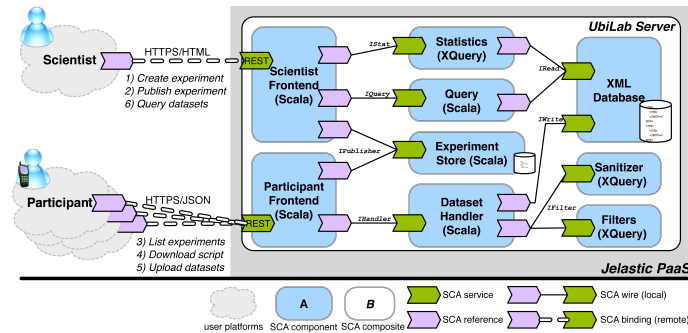 UbiLab Server
Scientist
HTTPS/HTML
REST
1) Create experiment
2) Publish experiment
6) Query datasets
Scientist
Frontend
(Scala)
IStat
Statistics
(XQuery)
IQuery
Query
(Scala)
IRead
XML
Database
IWrite
IPublisher
Experiment
Store (Scala)
Participant
HTTPS/JSON
REST
3) List experiments
4) Download script
5) Upload datasets
Participant
Frontend
(Scala)
IHandler
Dataset
Handler
(Scala)
IFilter
Sanitizer
(XQuery)
Filters
(XQuery)
Jelastic PaaS
user platforms
A
SCA component
B
SCA composite
SCA service
SCA reference
SCA wire (local)
SCA binding (remote)